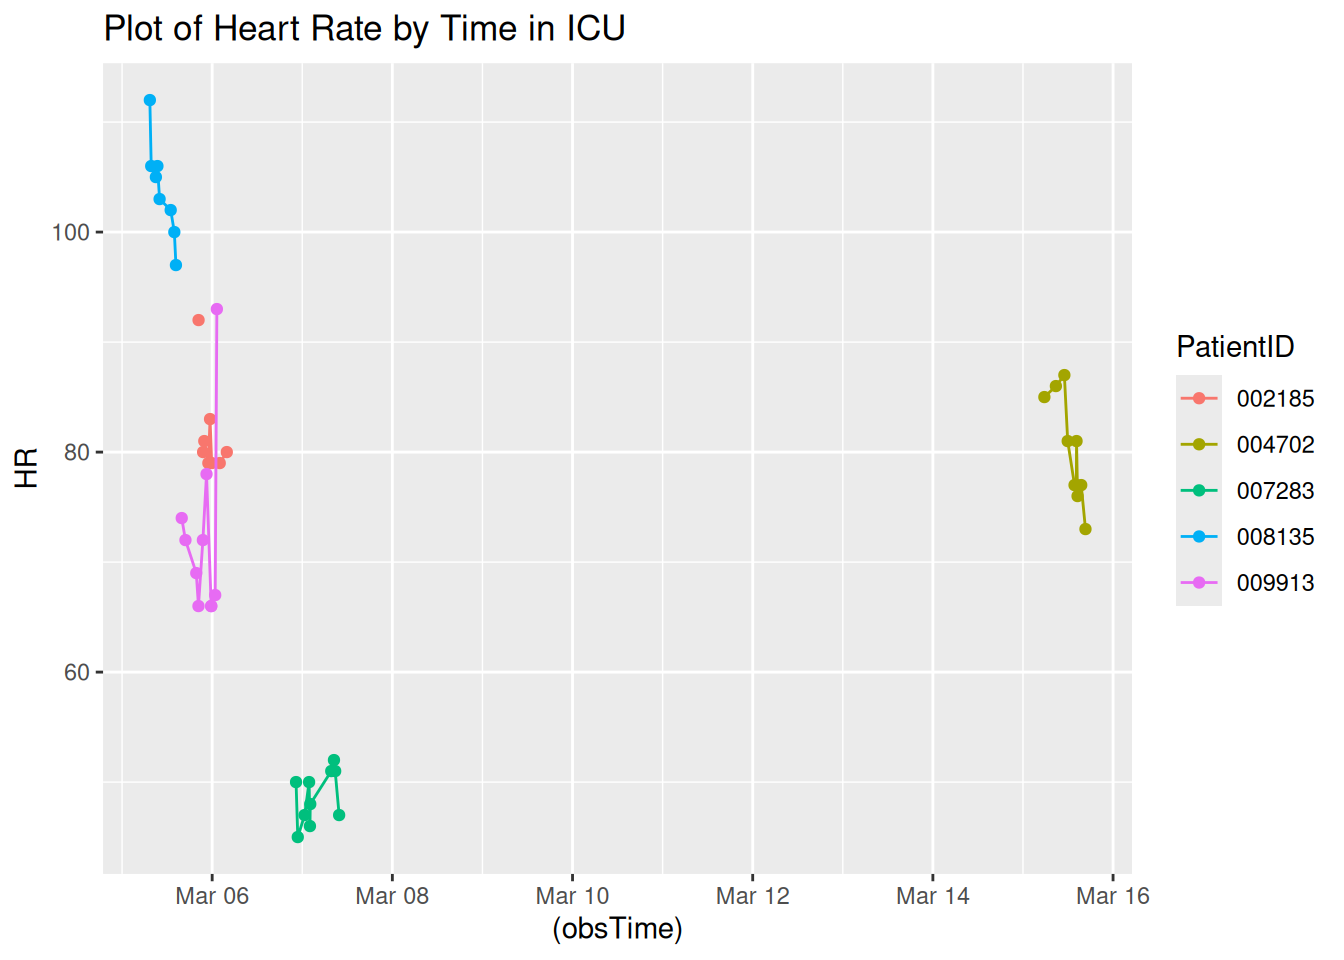 Plot of Heart Rate by Time in ICU
HR
100
80
60
Mar 06 Mar 08 Mar 10 Mar 12 Mar 14 Mar 16
(obsTime)
PatientID
002185
004702
007283
008135
009913